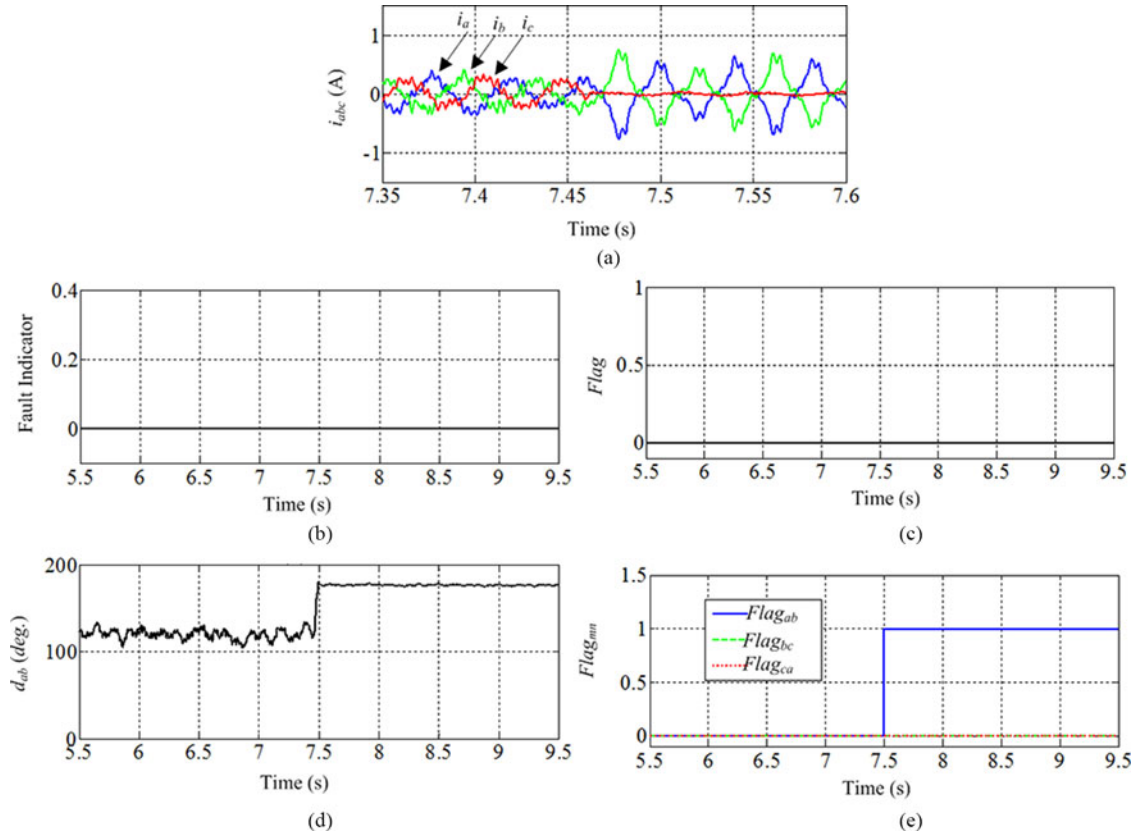 i_a i_b i_c
i_abc (A)
1
0
-1
7.35 7.4 7.45 7.5 7.55 7.6
Time (s)
(a)
Fault Indicator
0.4
0.2
0
5.5 6 6.5 7 7.5 8 8.5 9 9.5
Time (s)
(b)
Flag
1
0.5
0
5.5 6 6.5 7 7.5 8 8.5 9 9.5
Time (s)
(c)
d_ab (deg.)
200
100
0
5.5 6 6.5 7 7.5 8 8.5 9 9.5
Time (s)
(d)
Flag_mn
1.5
1
0.5
0
Flag_ab
Flag_bc
Flag_ca
5.5 6 6.5 7 7.5 8 8.5 9 9.5
Time (s)
(e)